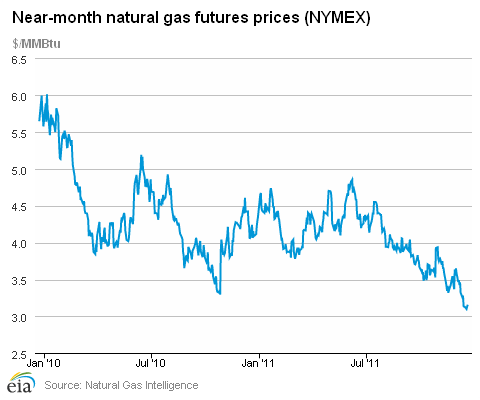 Near-month natural gas futures prices (NYMEX)
$/MMBtu
6.5
6.0
5.5
5.0
4.5
4.0
3.5
3.0
2.5
Jan '10 Jul '10 Jan '11 Jul '11
eia Source: Natural Gas Intelligence